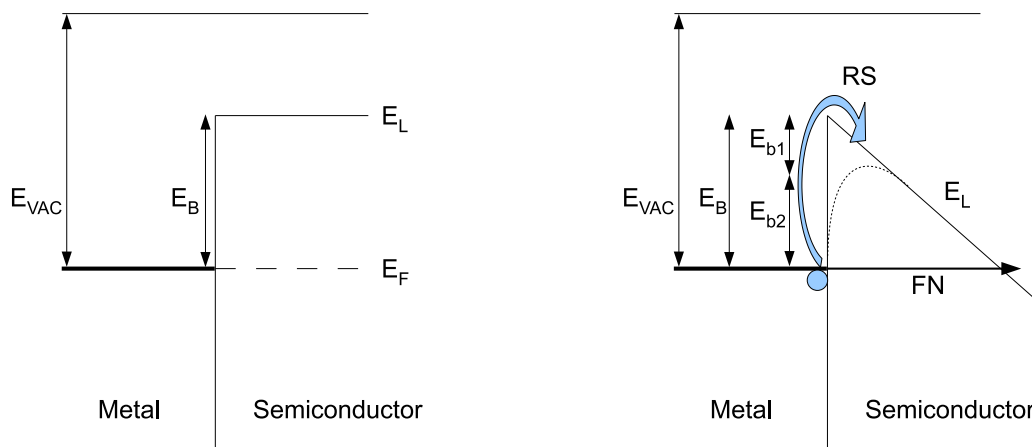 E_L
E_VAC
E_B
E_F
Metal
Semiconductor
RS
E_b1
E_VAC
E_B
E_b2
E_L
FN
Metal
Semiconductor